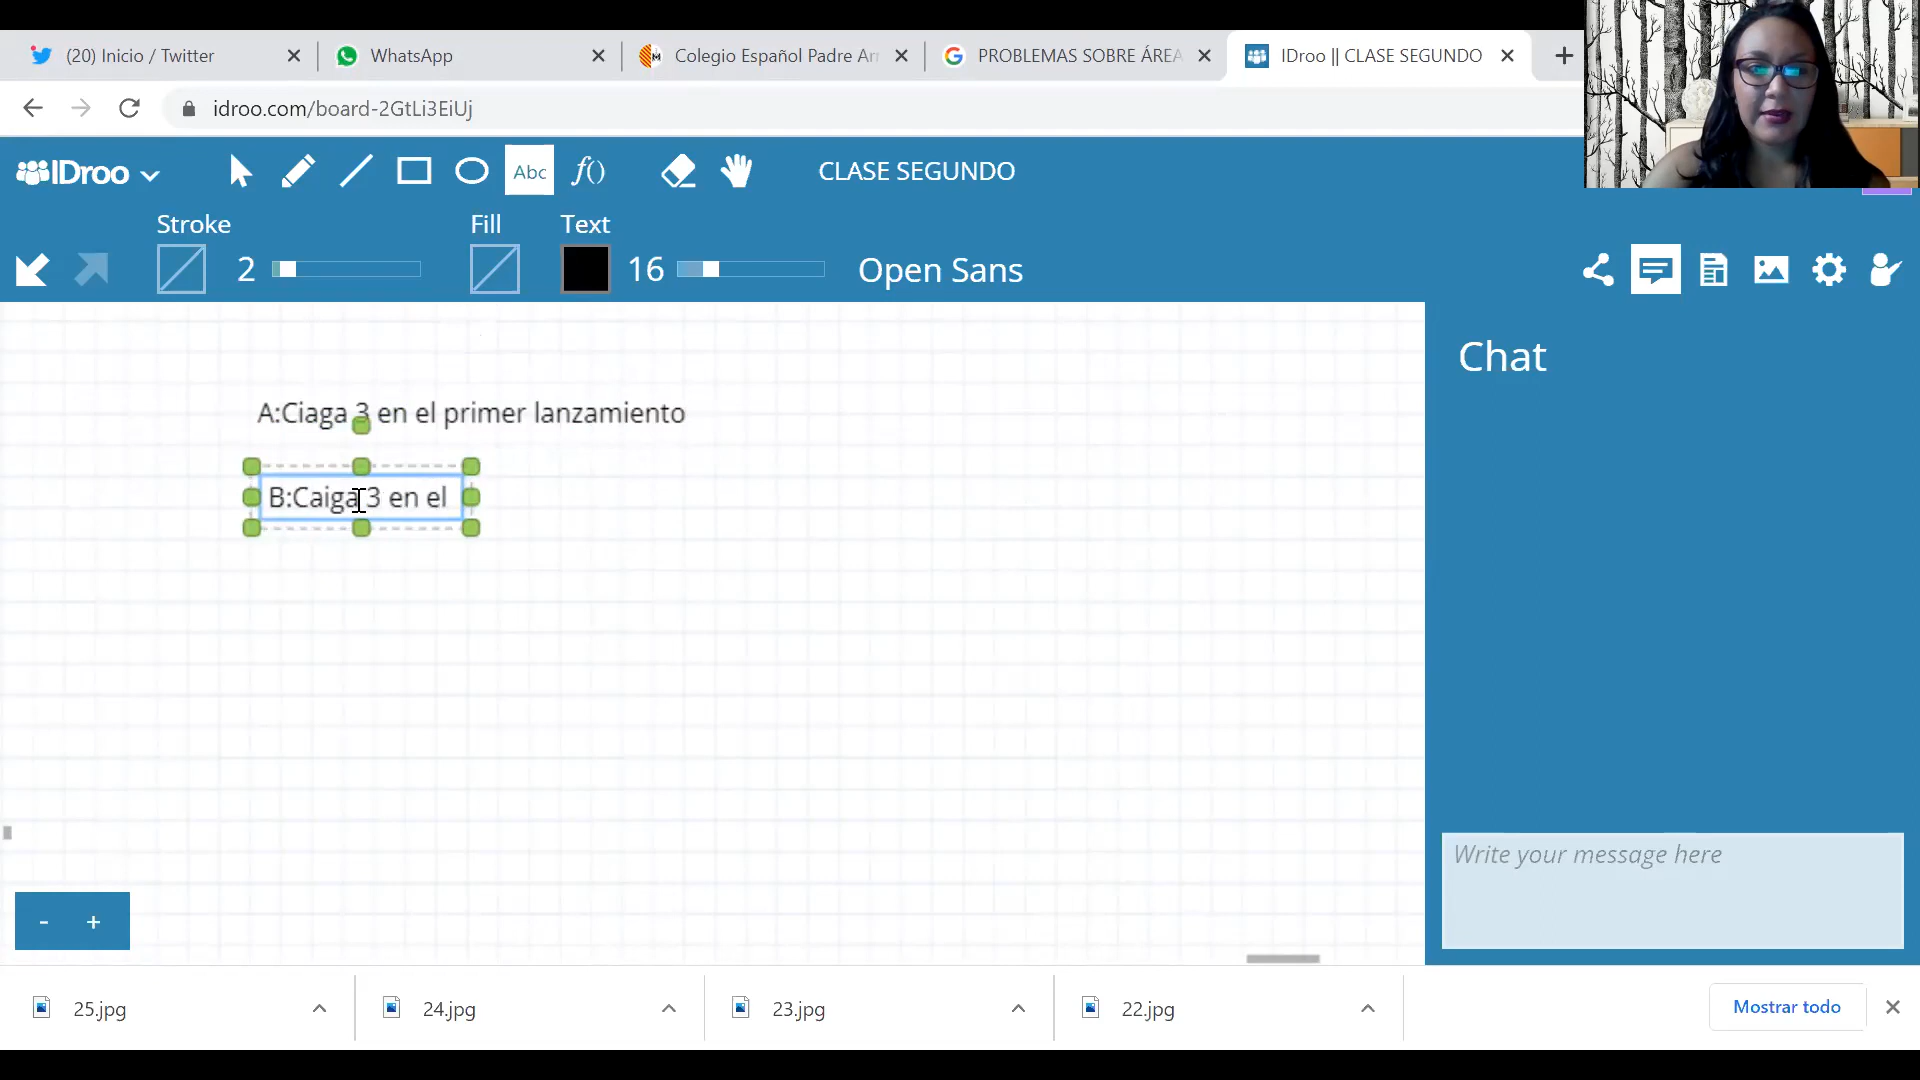 (20) Inicio / Twitter
WhatsApp
Colegio Español Padre Arr
PROBLEMAS SOBRE ÁREA
IDroo || CLASE SEGUNDO
idroo.com/board-2GtLi3EiUj
IDroo
Abc
f()
CLASE SEGUNDO
Stroke
Fill
Text
2
16
Open Sans
Chat
A:Ciaga 3 en el primer lanzamiento
B:Caiga 3 en el
Write your message here
- +
25.jpg
24.jpg
23.jpg
22.jpg
Mostrar todo